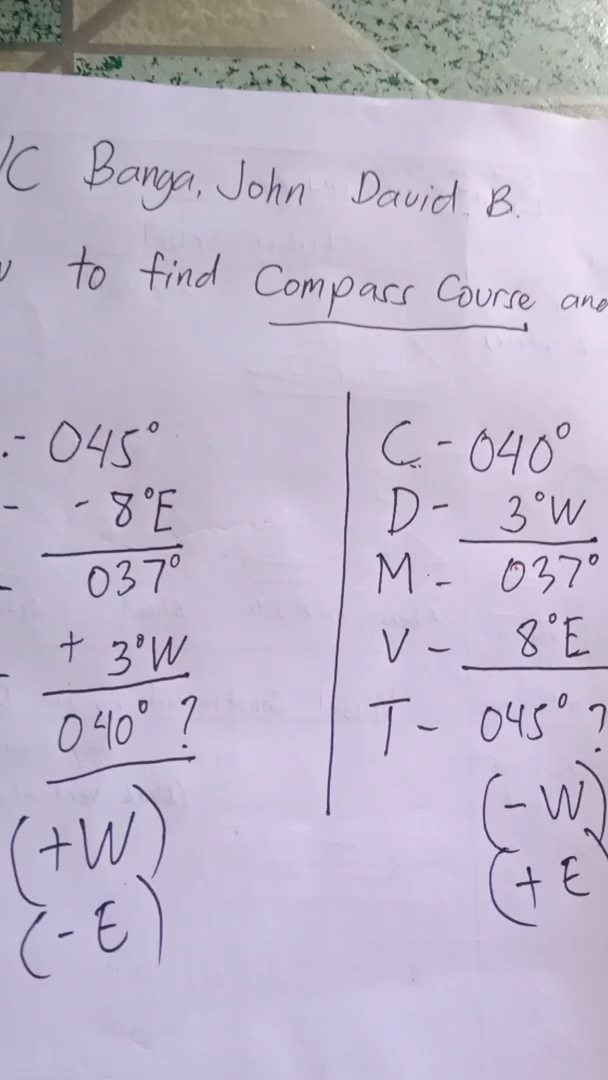 /C Banga, John David B.
to find Compass Course and
.- 045°
- - 8°E
037°
+ 3°W
040° ?
(+W)
(-E)
C - 040°
D - 3°W
M - 037°
V - 8°E
T - 045° ?
(-W)
(+E